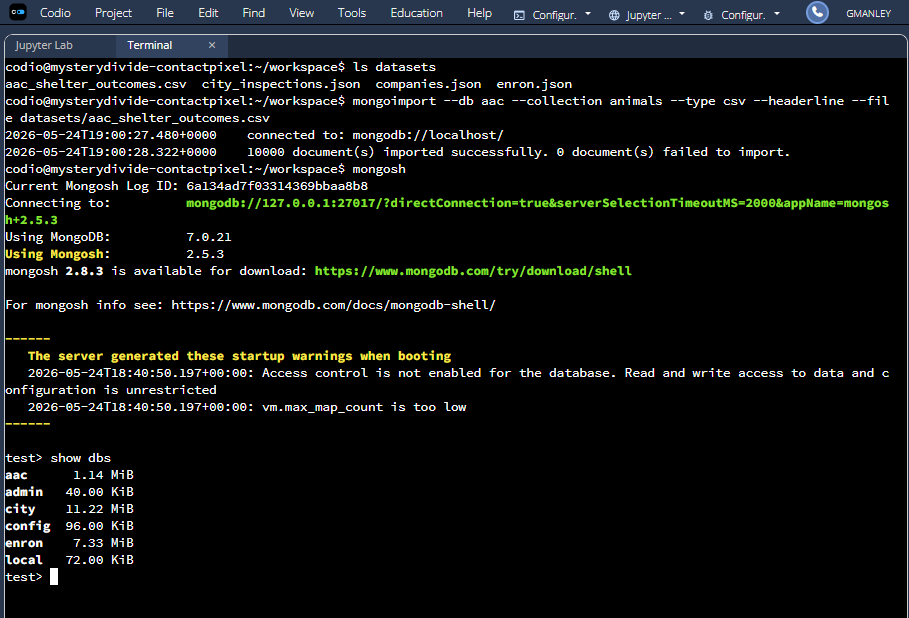 Codio Project File Edit Find View Tools Education Help Configur. Jupyter ... Configur. GMANLEY
Jupyter Lab Terminal ×
codio@mysterydivide-contactpixel:~/workspace$ ls datasets
aac_shelter_outcomes.csv  city_inspections.json  companies.json  enron.json
codio@mysterydivide-contactpixel:~/workspace$ mongoimport --db aac --collection animals --type csv --headerline --fil
e datasets/aac_shelter_outcomes.csv
2026-05-24T19:00:27.480+0000    connected to: mongodb://localhost/
2026-05-24T19:00:28.322+0000    10000 document(s) imported successfully. 0 document(s) failed to import.
codio@mysterydivide-contactpixel:~/workspace$ mongosh
Current Mongosh Log ID: 6a134ad7f03314369bbaa8b8
Connecting to:          mongodb://127.0.0.1:27017/?directConnection=true&serverSelectionTimeoutMS=2000&appName=mongos
h+2.5.3
Using MongoDB:          7.0.21
Using Mongosh:          2.5.3
mongosh 2.8.3 is available for download: https://www.mongodb.com/try/download/shell
For mongosh info see: https://www.mongodb.com/docs/mongodb-shell/
------
   The server generated these startup warnings when booting
   2026-05-24T18:40:50.197+00:00: Access control is not enabled for the database. Read and write access to data and c
onfiguration is unrestricted
   2026-05-24T18:40:50.197+00:00: vm.max_map_count is too low
------
test> show dbs
aac      1.14 MiB
admin   40.00 KiB
city    11.22 MiB
config  96.00 KiB
enron    7.33 MiB
local   72.00 KiB
test>